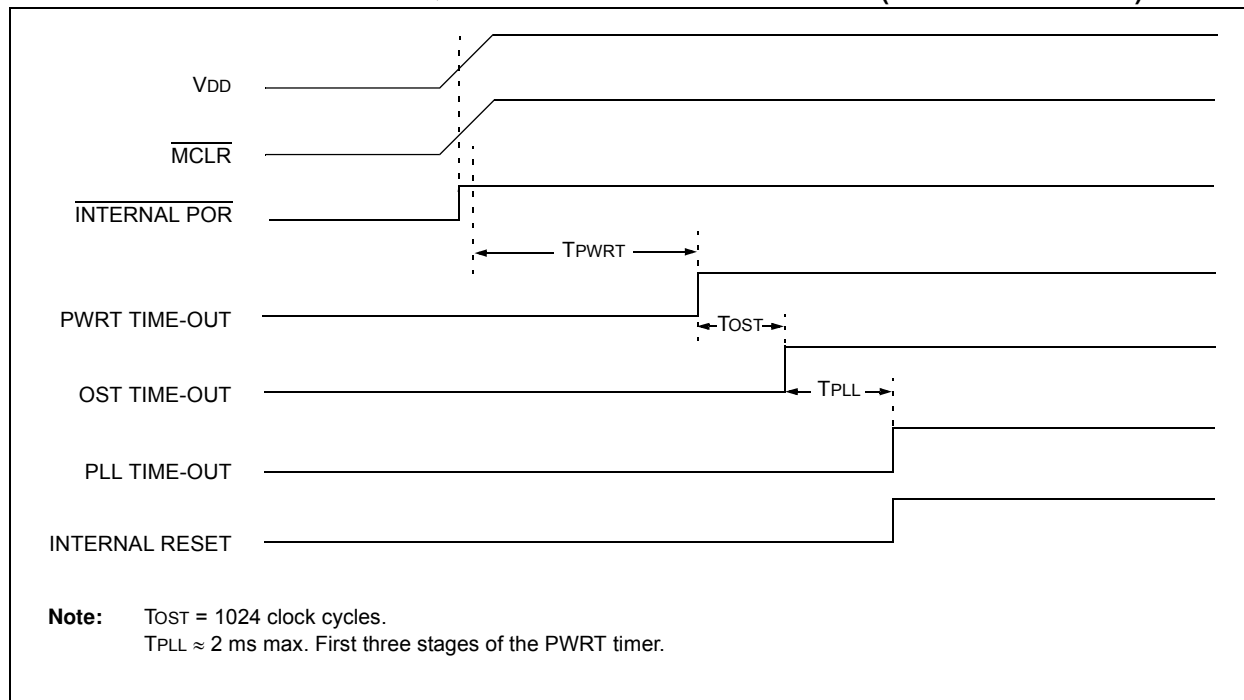 VDD
MCLR
INTERNAL POR
TPWRT
PWRT TIME-OUT
TOST
OST TIME-OUT
TPLL
PLL TIME-OUT
INTERNAL RESET
Note: TOST = 1024 clock cycles.
TPLL ≈ 2 ms max. First three stages of the PWRT timer.